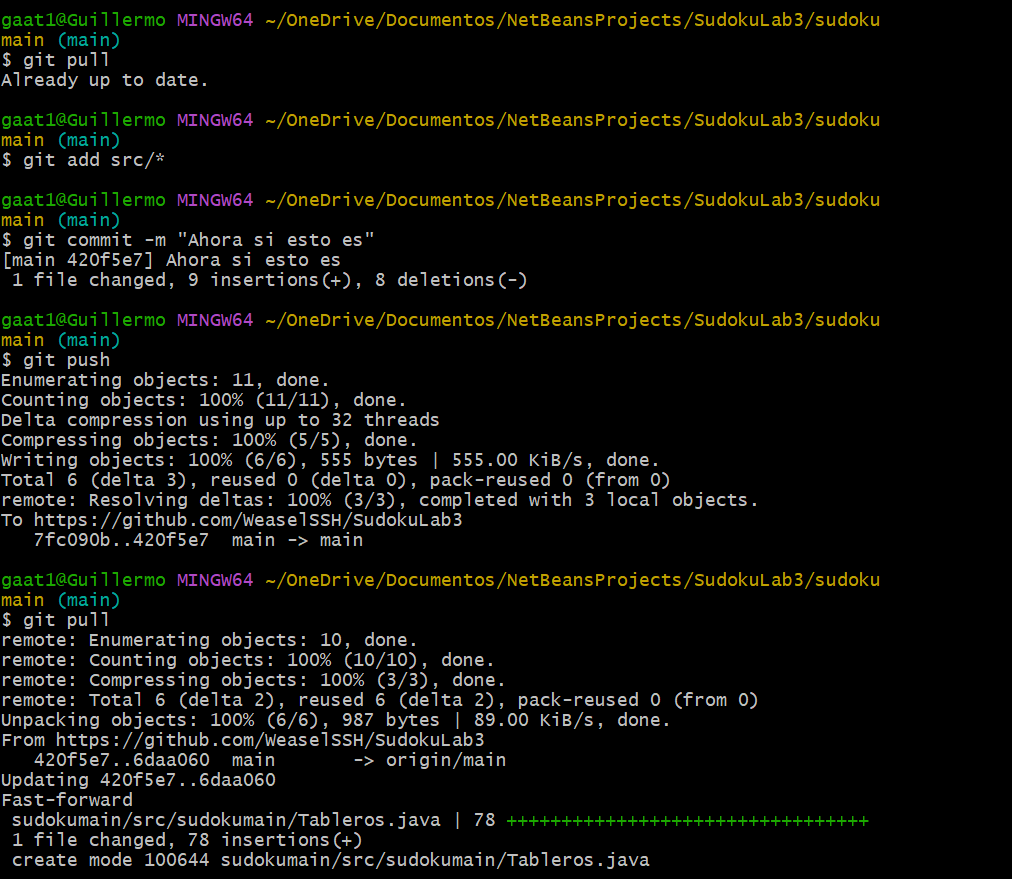 gaat1@Guillermo MINGW64 ~/OneDrive/Documentos/NetBeansProjects/SudokuLab3/sudoku
main (main)
$ git pull
Already up to date.
gaat1@Guillermo MINGW64 ~/OneDrive/Documentos/NetBeansProjects/SudokuLab3/sudoku
main (main)
$ git add src/*
gaat1@Guillermo MINGW64 ~/OneDrive/Documentos/NetBeansProjects/SudokuLab3/sudoku
main (main)
$ git commit -m "Ahora si esto es"
[main 420f5e7] Ahora si esto es
 1 file changed, 9 insertions(+), 8 deletions(-)
gaat1@Guillermo MINGW64 ~/OneDrive/Documentos/NetBeansProjects/SudokuLab3/sudoku
main (main)
$ git push
Enumerating objects: 11, done.
Counting objects: 100% (11/11), done.
Delta compression using up to 32 threads
Compressing objects: 100% (5/5), done.
Writing objects: 100% (6/6), 555 bytes | 555.00 KiB/s, done.
Total 6 (delta 3), reused 0 (delta 0), pack-reused 0 (from 0)
remote: Resolving deltas: 100% (3/3), completed with 3 local objects.
To https://github.com/WeaselSSH/SudokuLab3
   7fc090b..420f5e7  main -> main
gaat1@Guillermo MINGW64 ~/OneDrive/Documentos/NetBeansProjects/SudokuLab3/sudoku
main (main)
$ git pull
remote: Enumerating objects: 10, done.
remote: Counting objects: 100% (10/10), done.
remote: Compressing objects: 100% (3/3), done.
remote: Total 6 (delta 2), reused 6 (delta 2), pack-reused 0 (from 0)
Unpacking objects: 100% (6/6), 987 bytes | 89.00 KiB/s, done.
From https://github.com/WeaselSSH/SudokuLab3
   420f5e7..6daa060  main       -> origin/main
Updating 420f5e7..6daa060
Fast-forward
 sudokumain/src/sudokumain/Tableros.java | 78 +++++++++++++++++++++++++++++++++
 1 file changed, 78 insertions(+)
 create mode 100644 sudokumain/src/sudokumain/Tableros.java